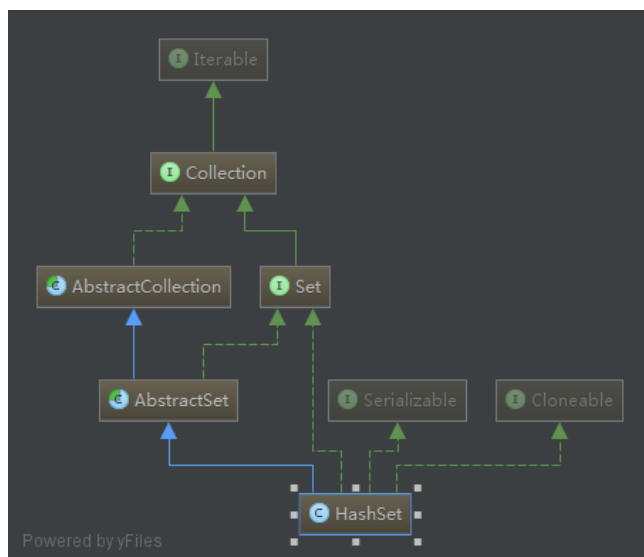 I Iterable
I Collection
C AbstractCollection
I Set
C AbstractSet
I Serializable
I Cloneable
C HashSet
Powered by yFiles